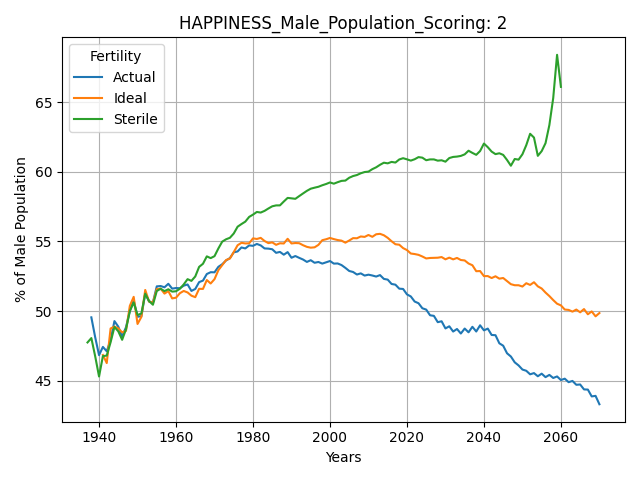 HAPPINESS_Male_Population_Scoring: 2
Fertility
Actual
Ideal
Sterile
% of Male Population
65
60
55
50
45
1940 1960 1980 2000 2020 2040 2060
Years